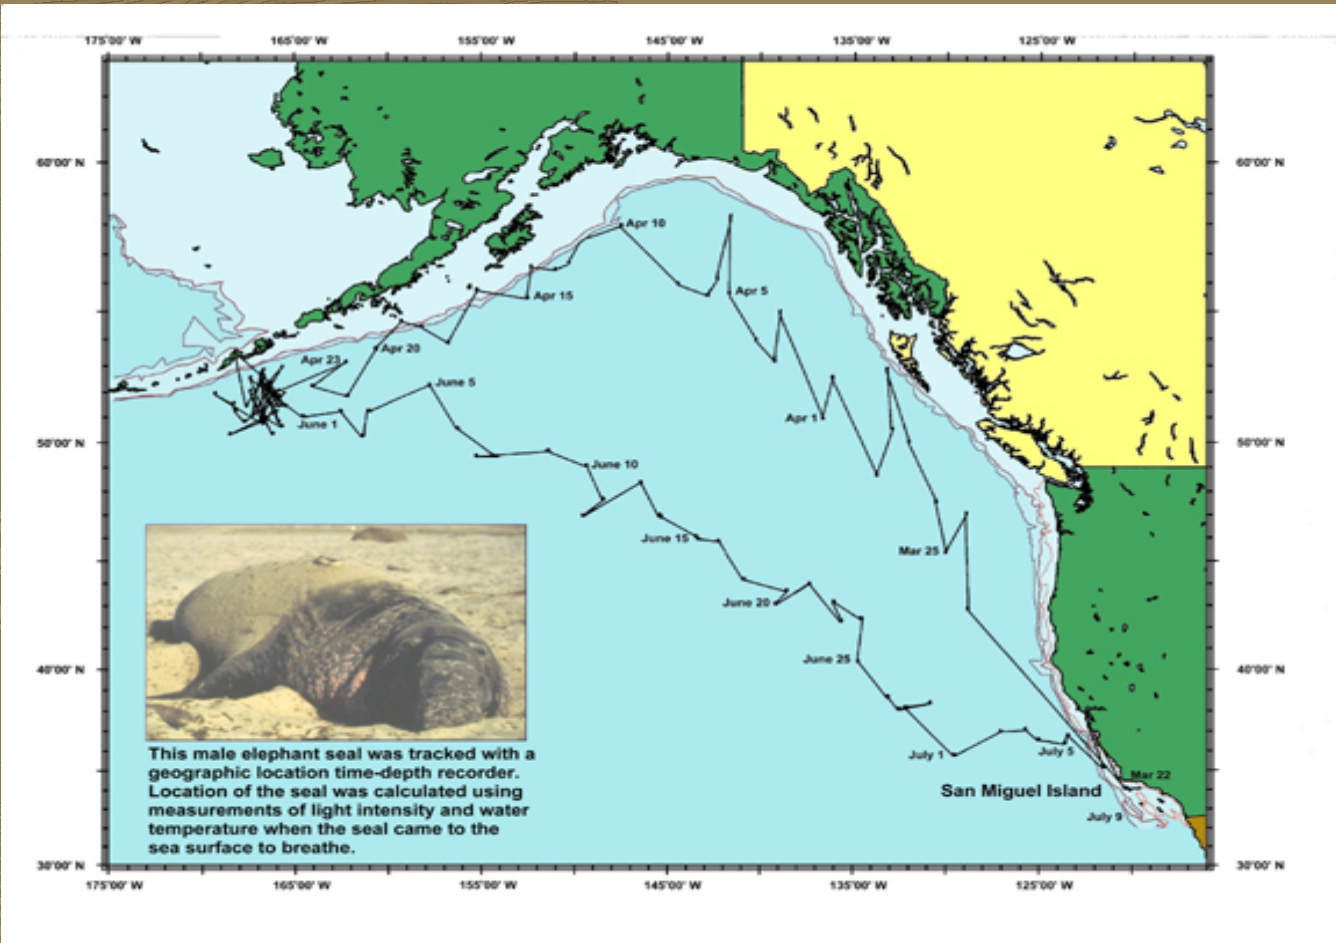 175°00' W 165°00' W 155°00' W 145°00' W 135°00' W 125°00' W
60°00' N 60°00' N
Apr 10
Apr 5
Apr 15
Apr 20
Apr 23
June 5
Apr 1
June 1
50°00' N 50°00' N
June 10
June 15
Mar 25
June 20
June 25
40°00' N 40°00' N
July 5
July 1
Mar 22
San Miguel Island
July 9
This male elephant seal was tracked with a
geographic location time-depth recorder.
Location of the seal was calculated using
measurements of light intensity and water
temperature when the seal came to the
sea surface to breathe.
30°00' N 30°00' N
175°00' W 165°00' W 155°00' W 145°00' W 135°00' W 125°00' W